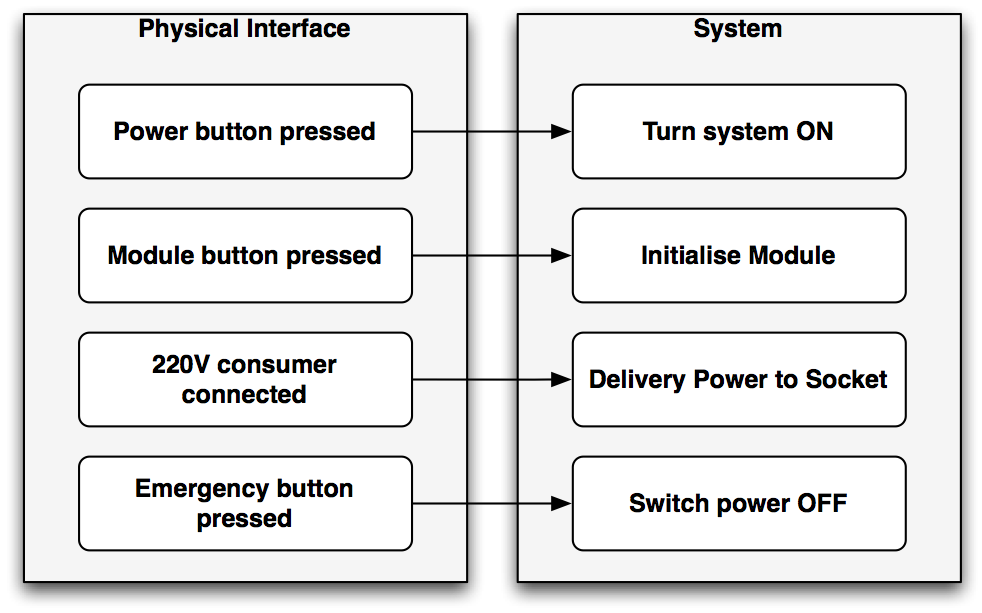 Physical Interface
System
Power button pressed
Turn system ON
Module button pressed
Initialise Module
220V consumer
connected
Delivery Power to Socket
Emergency button
pressed
Switch power OFF